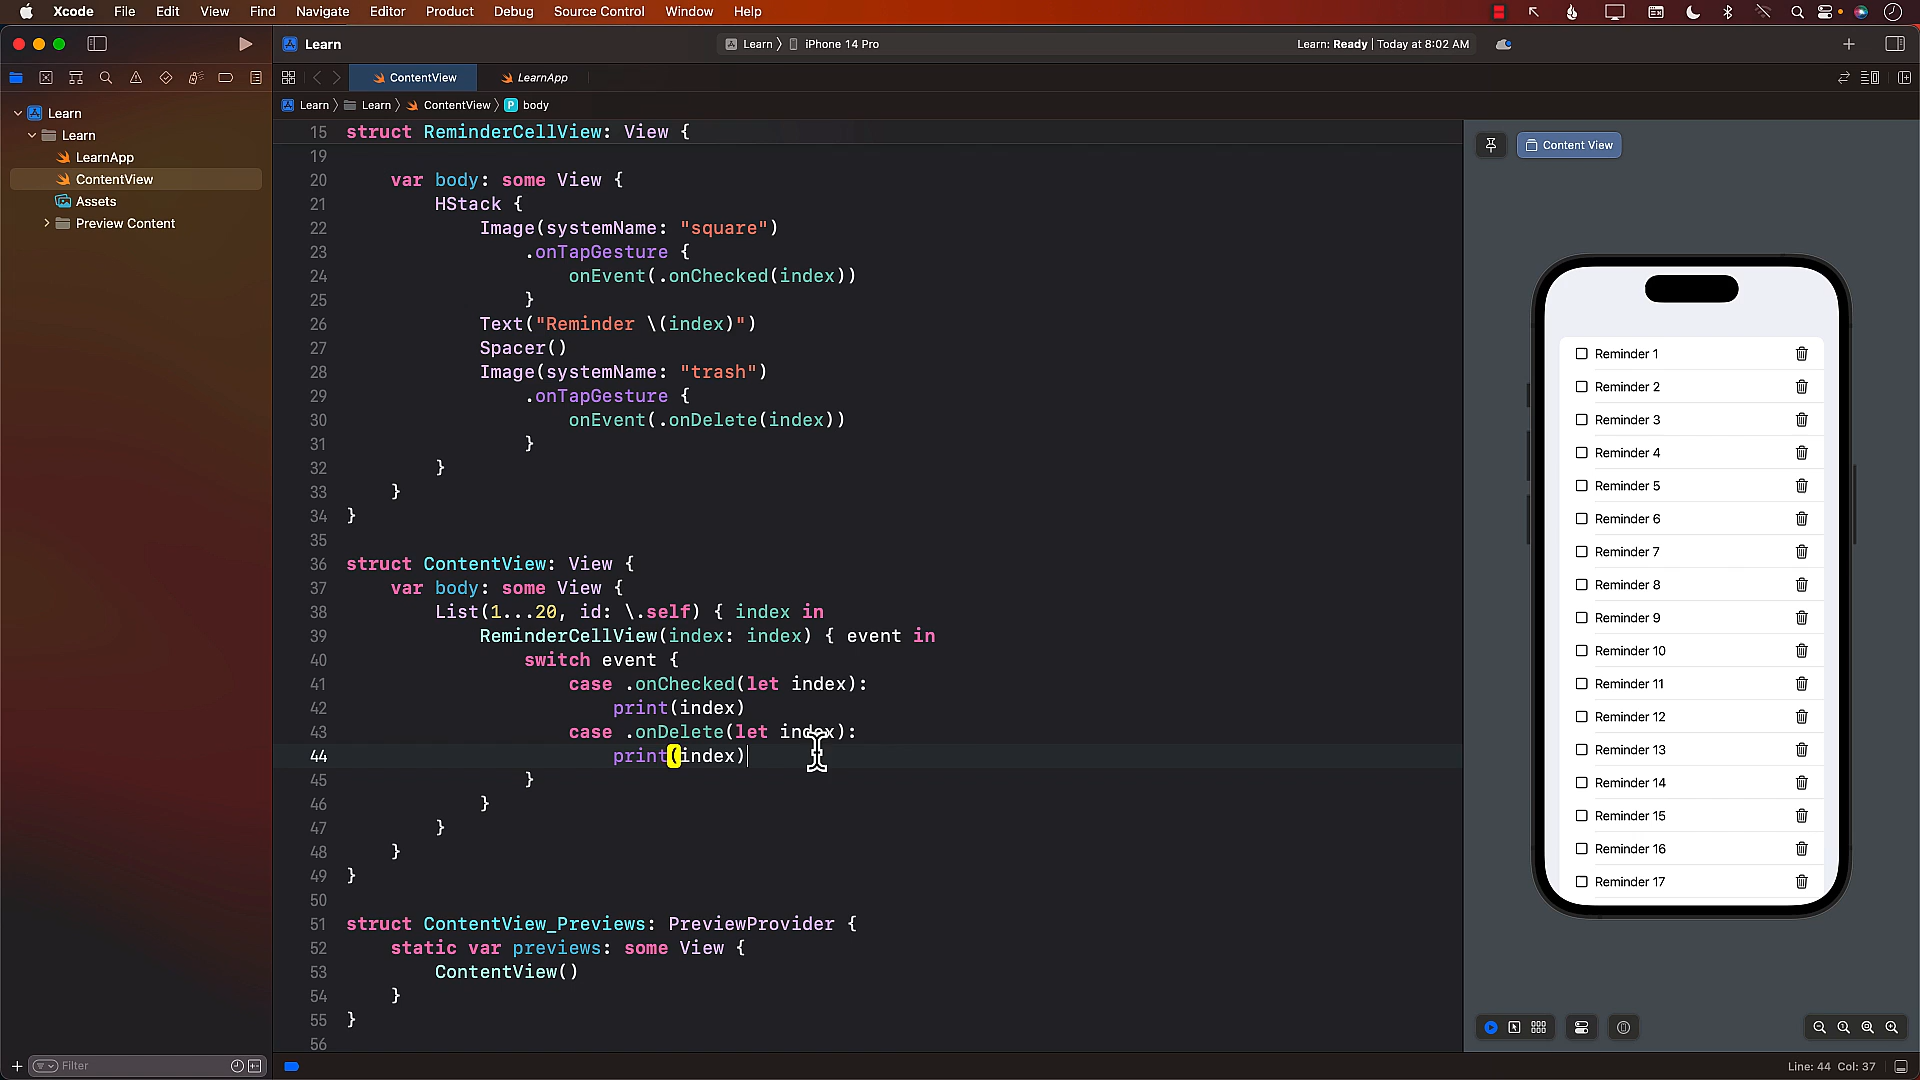 Xcode File Edit View Find Navigate Editor Product Debug Source Control Window Help
Learn
Learn iPhone 14 Pro
Learn: Ready | Today at 8:02 AM
ContentView
LearnApp
Learn Learn ContentView P body
Learn
Learn
LearnApp
ContentView
Assets
Preview Content
15 struct ReminderCellView: View {
19
20 var body: some View {
21 HStack {
22 Image(systemName: "square")
23 .onTapGesture {
24 onEvent(.onChecked(index))
25 }
26 Text("Reminder \(index)")
27 Spacer()
28 Image(systemName: "trash")
29 .onTapGesture {
30 onEvent(.onDelete(index))
31 }
32 }
33 }
34 }
35
36 struct ContentView: View {
37 var body: some View {
38 List(1...20, id: \.self) { index in
39 ReminderCellView(index: index) { event in
40 switch event {
41 case .onChecked(let index):
42 print(index)
43 case .onDelete(let index):
44 print(index)
45 }
46 }
47 }
48 }
49 }
50
51 struct ContentView_Previews: PreviewProvider {
52 static var previews: some View {
53 ContentView()
54 }
55 }
56
Content View
Reminder 1
Reminder 2
Reminder 3
Reminder 4
Reminder 5
Reminder 6
Reminder 7
Reminder 8
Reminder 9
Reminder 10
Reminder 11
Reminder 12
Reminder 13
Reminder 14
Reminder 15
Reminder 16
Reminder 17
Filter
Line: 44 Col: 37